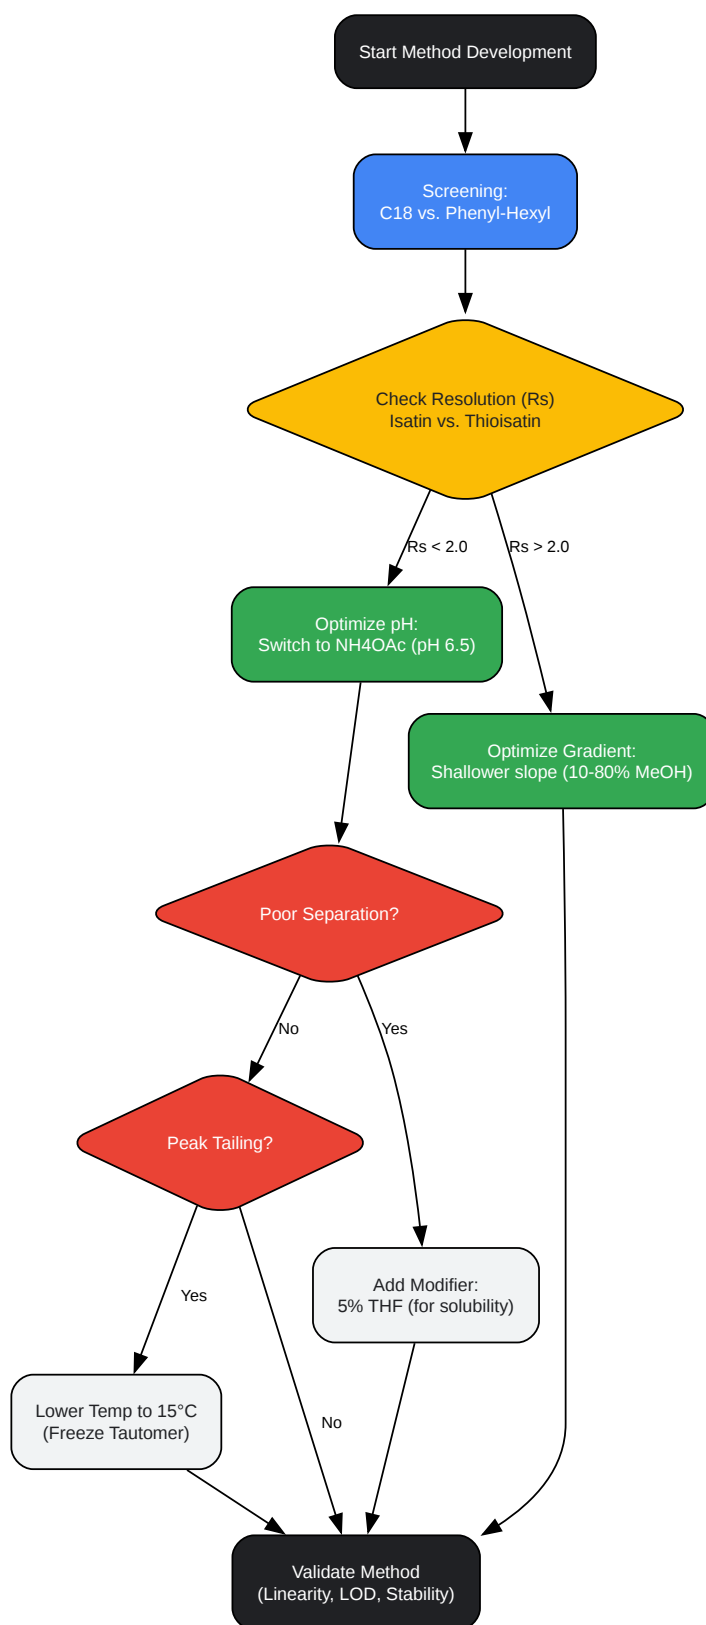 Start Method Development
Screening:
C18 vs. Phenyl-Hexyl
Check Resolution (Rs)
Isatin vs. Thioisatin
Rs < 2.0
Rs > 2.0
Optimize pH:
Switch to NH4OAc (pH 6.5)
Optimize Gradient:
Shallower slope (10-80% MeOH)
Poor Separation?
No
Yes
Peak Tailing?
Yes
Add Modifier:
5% THF (for solubility)
Lower Temp to 15°C
(Freeze Tautomer)
No
Validate Method
(Linearity, LOD, Stability)